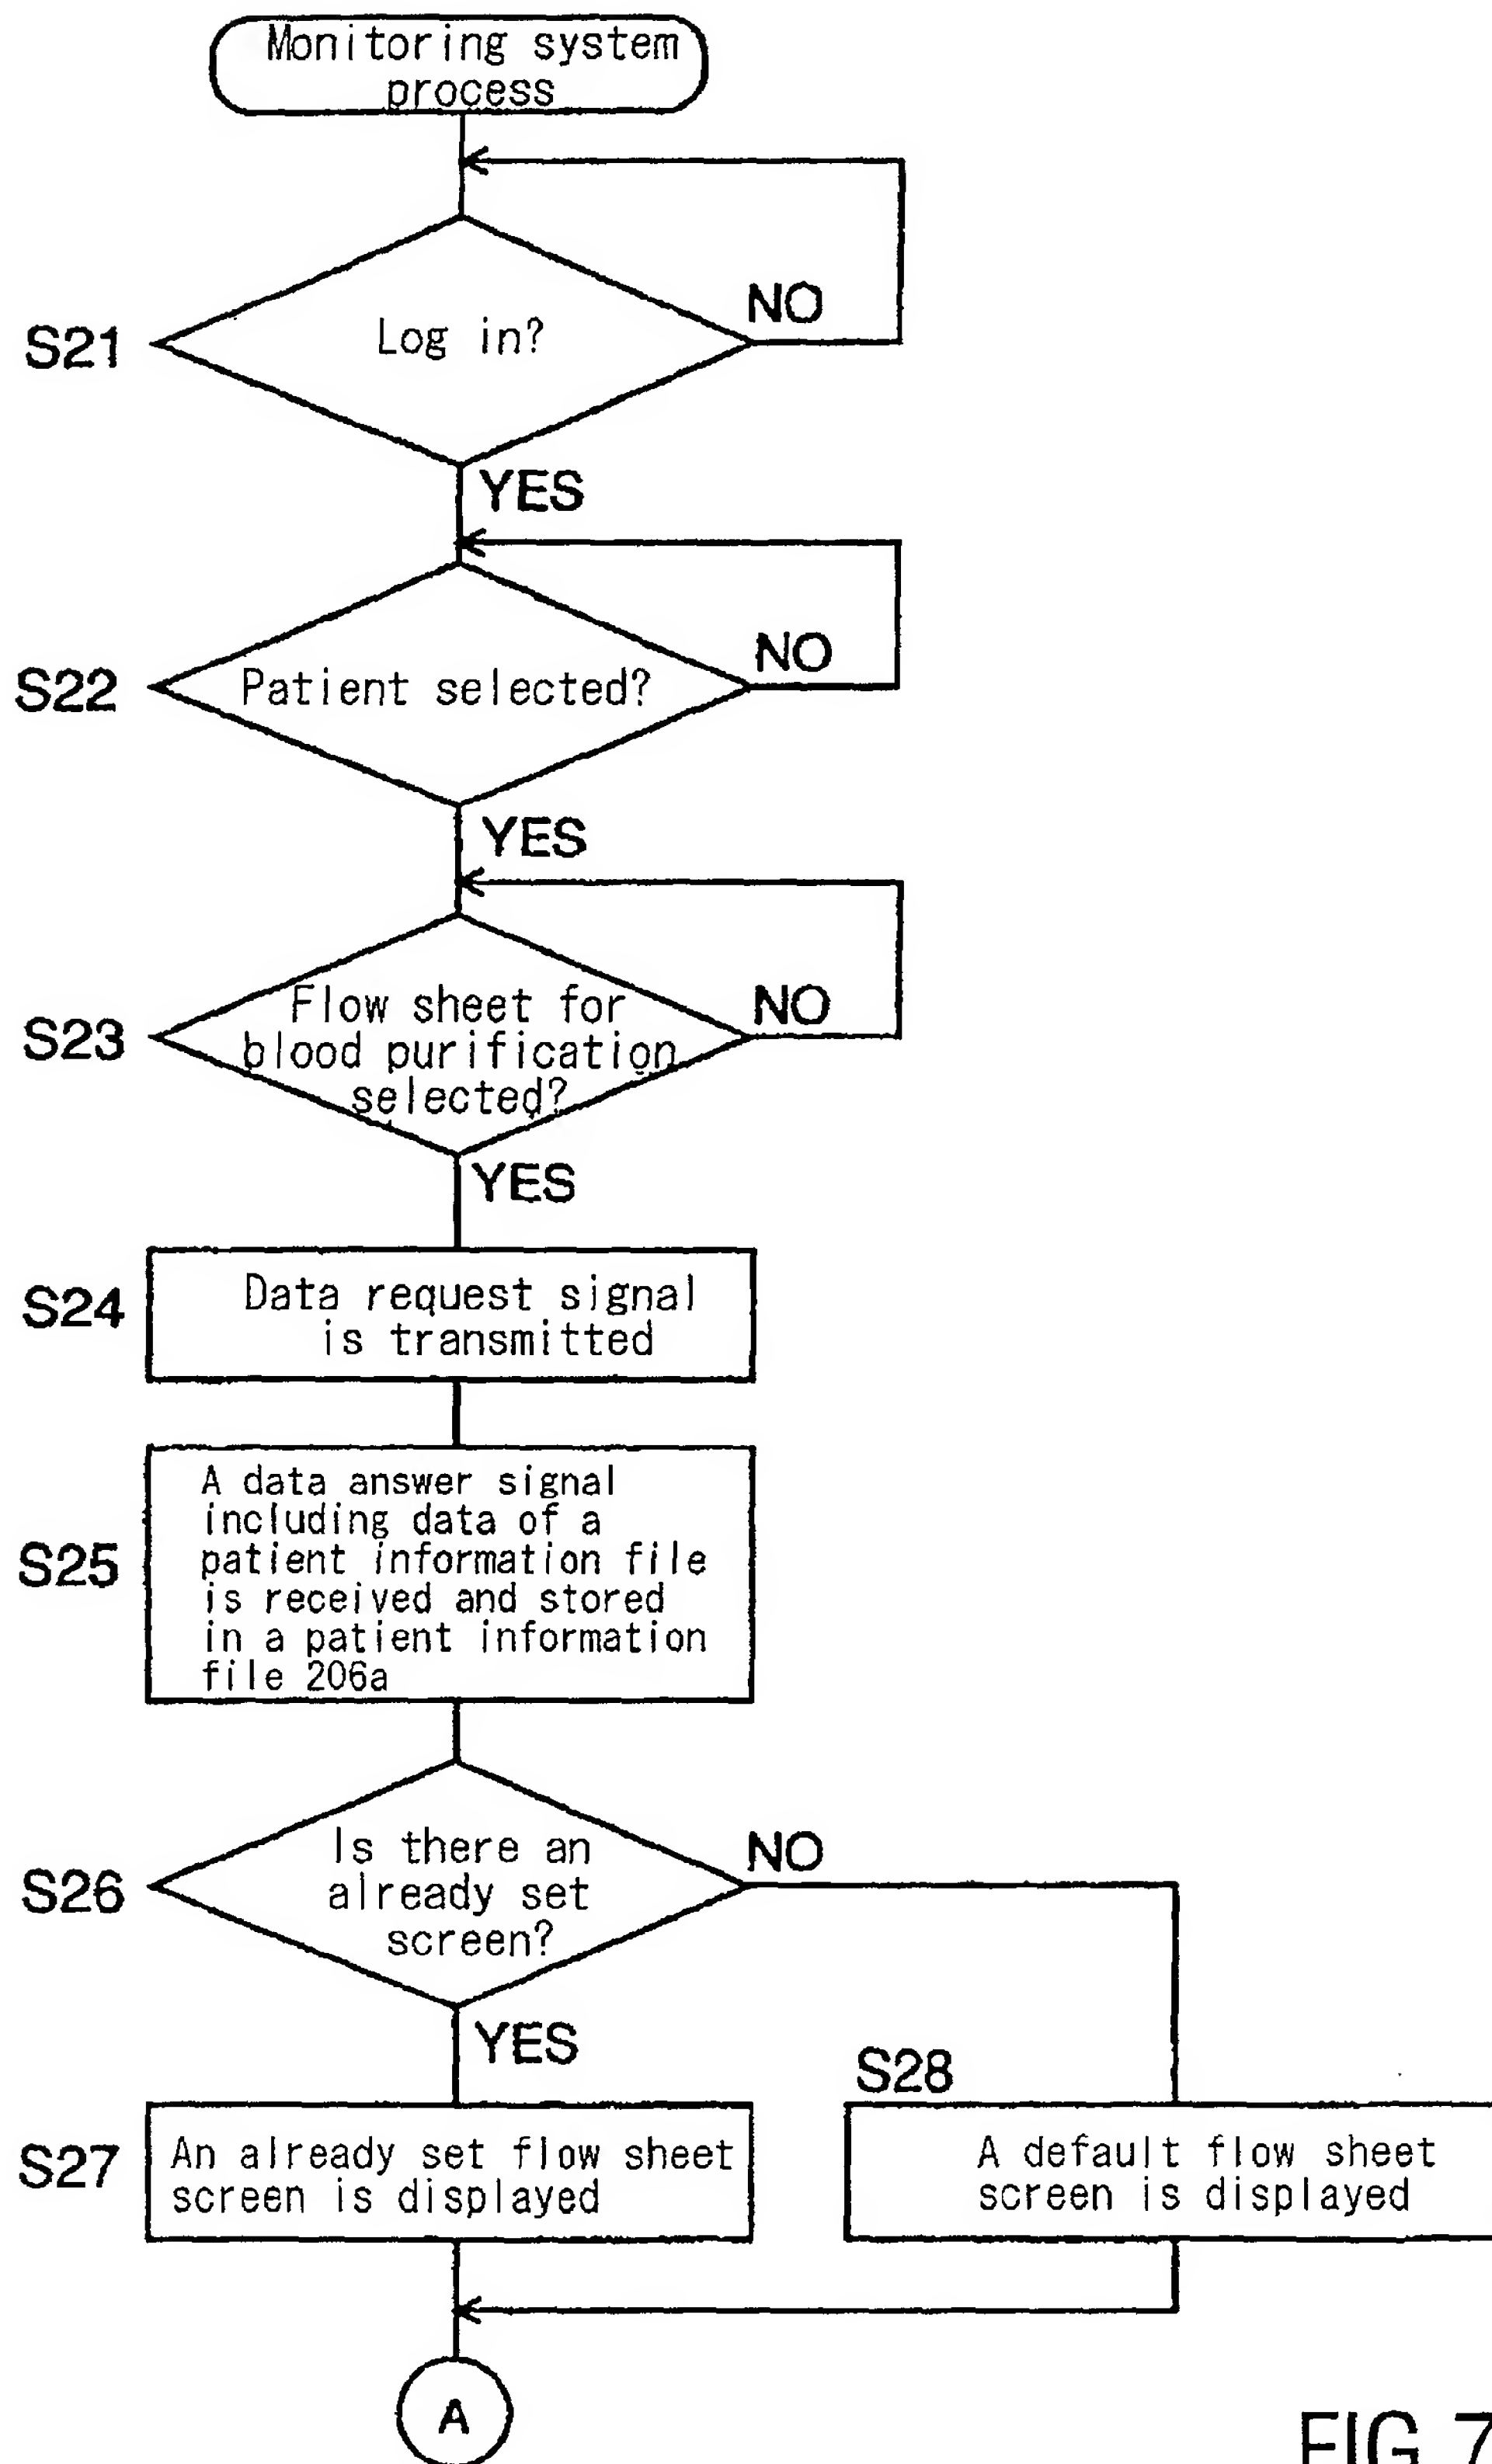 Monitoring system
process
NO
S21
Log in?
YES
NO
S22
Patient selected?
YES
NO
S23
Flow sheet for
blood purification
selected?
YES
S24
Data request signal
is transmitted
S25
A data answer signal
including data of a
patient information file
is received and stored
in a patient information
file 206a
NO
S26
Is there an
already set
screen?
YES
S28
S27
An already set flow sheet
screen is displayed
A default flow sheet
screen is displayed
A
FIG.7